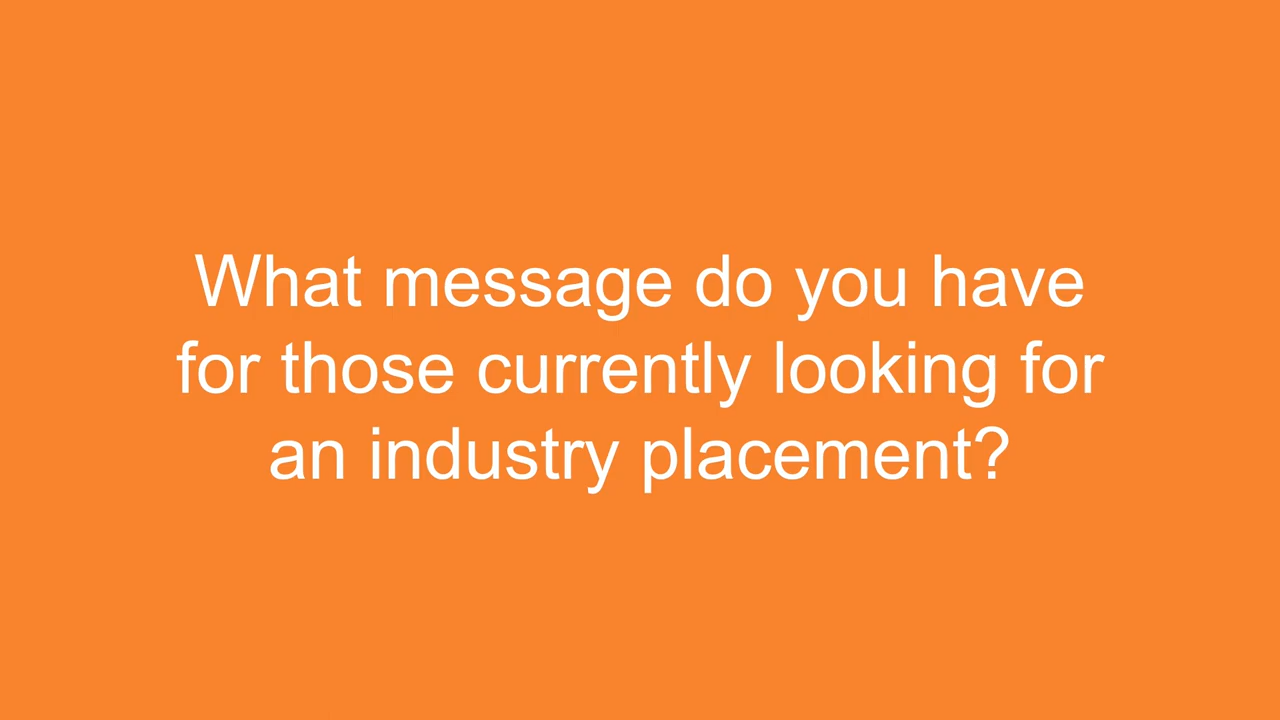 What message do you have
for those currently looking for
an industry placement?